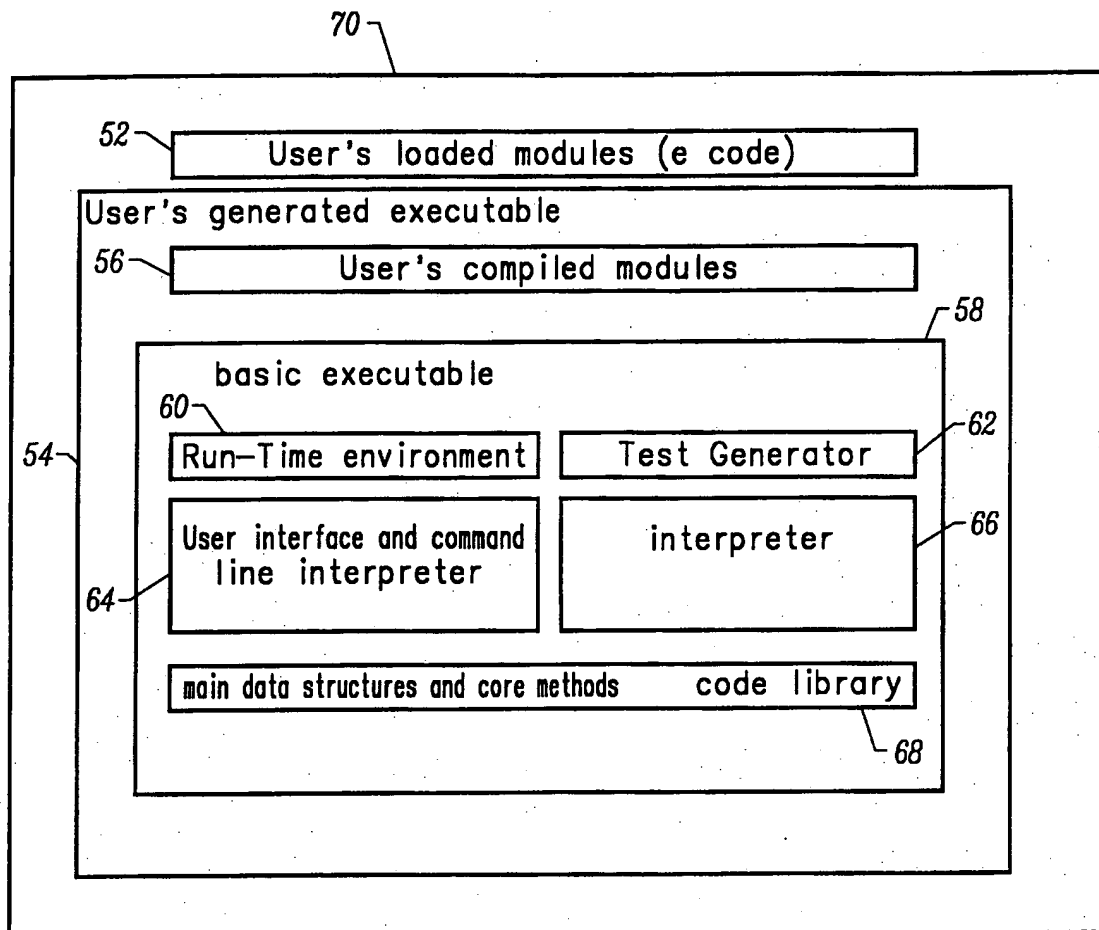 70
52
User's loaded modules (e code)
User's generated executable
56
User's compiled modules
58
basic executable
60
Run-Time environment
Test Generator
62
54
User interface and command
line interpreter
interpreter
66
64
main data structures and core methods code library
68